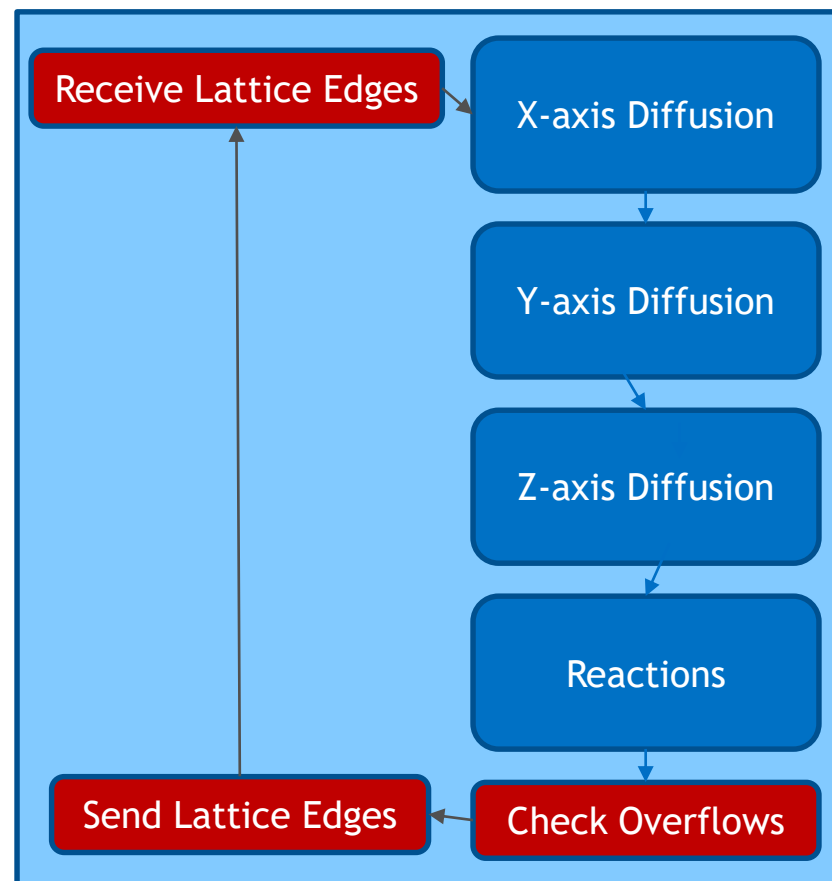 Receive Lattice Edges
X-axis Diffusion
Y-axis Diffusion
Z-axis Diffusion
Reactions
Check Overflows
Send Lattice Edges